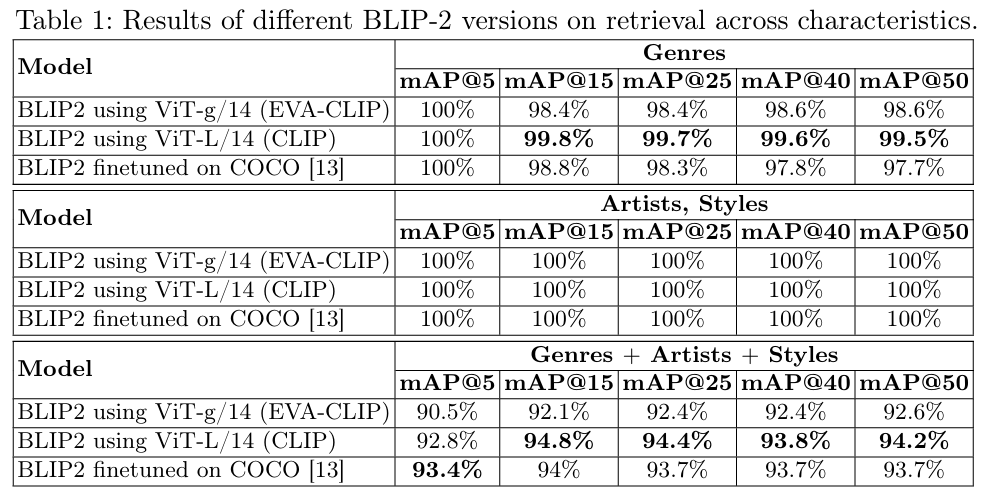 Table 1: Results of different BLIP-2 versions on retrieval across characteristics.
Model Genres
mAP@5 mAP@15 mAP@25 mAP@40 mAP@50
BLIP2 using ViT-g/14 (EVA-CLIP) 100% 98.4% 98.4% 98.6% 98.6%
BLIP2 using ViT-L/14 (CLIP) 100% 99.8% 99.7% 99.6% 99.5%
BLIP2 finetuned on COCO [13] 100% 98.8% 98.3% 97.8% 97.7%
Model Artists, Styles
mAP@5 mAP@15 mAP@25 mAP@40 mAP@50
BLIP2 using ViT-g/14 (EVA-CLIP) 100% 100% 100% 100% 100%
BLIP2 using ViT-L/14 (CLIP) 100% 100% 100% 100% 100%
BLIP2 finetuned on COCO [13] 100% 100% 100% 100% 100%
Model Genres + Artists + Styles
mAP@5 mAP@15 mAP@25 mAP@40 mAP@50
BLIP2 using ViT-g/14 (EVA-CLIP) 90.5% 92.1% 92.4% 92.4% 92.6%
BLIP2 using ViT-L/14 (CLIP) 92.8% 94.8% 94.4% 93.8% 94.2%
BLIP2 finetuned on COCO [13] 93.4% 94% 93.7% 93.7% 93.7%